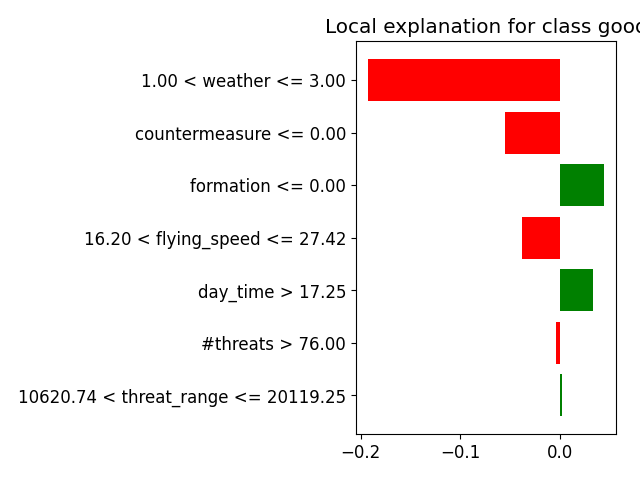 Local explanation for class good
1.00 < weather <= 3.00
countermeasure <= 0.00
formation <= 0.00
16.20 < flying_speed <= 27.42
day_time > 17.25
#threats > 76.00
10620.74 < threat_range <= 20119.25
−0.2 −0.1 0.0